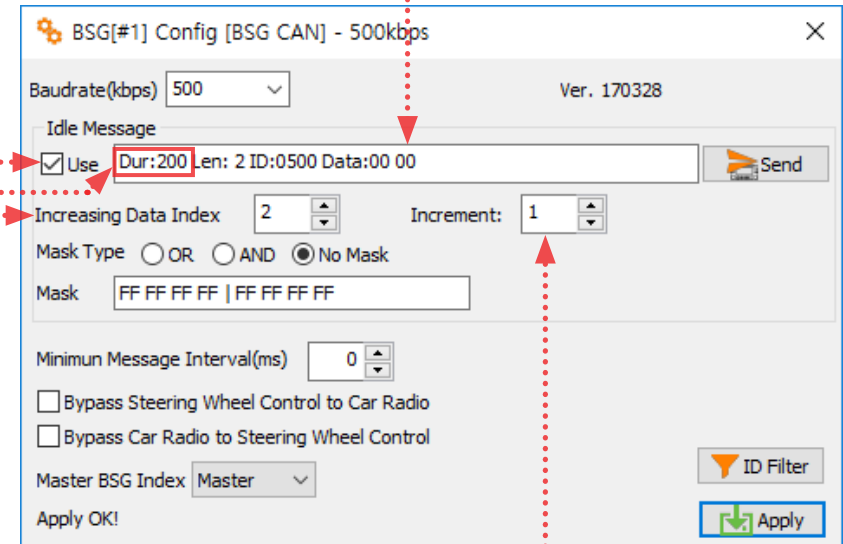 BSG[#1] Config [BSG CAN] - 500kbps
Baudrate(kbps) 500 Ver. 170328
Idle Message
Use Dur:200 Len: 2 ID:0500 Data:00 00 Send
Increasing Data Index 2 Increment: 1
Mask Type OR AND No Mask
Mask FF FF FF FF | FF FF FF FF
Minimun Message Interval(ms) 0
Bypass Steering Wheel Control to Car Radio
Bypass Car Radio to Steering Wheel Control
ID Filter
Master BSG Index Master
Apply OK! Apply